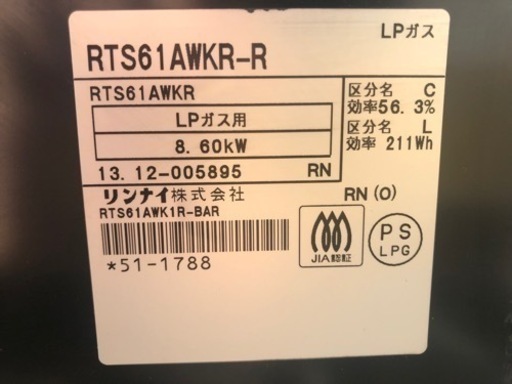 LPガス
RTS61AWKR-R
RTS61AWKR
LPガス用
8.60kW
13.12-005895 RN
区分名 C
効率56.3%
区分名 L
効率 211Wh
リンナイ株式会社
RN(O)
RTS61AWK1R-BAR
*51-1788
JIA認証
PS
LPG